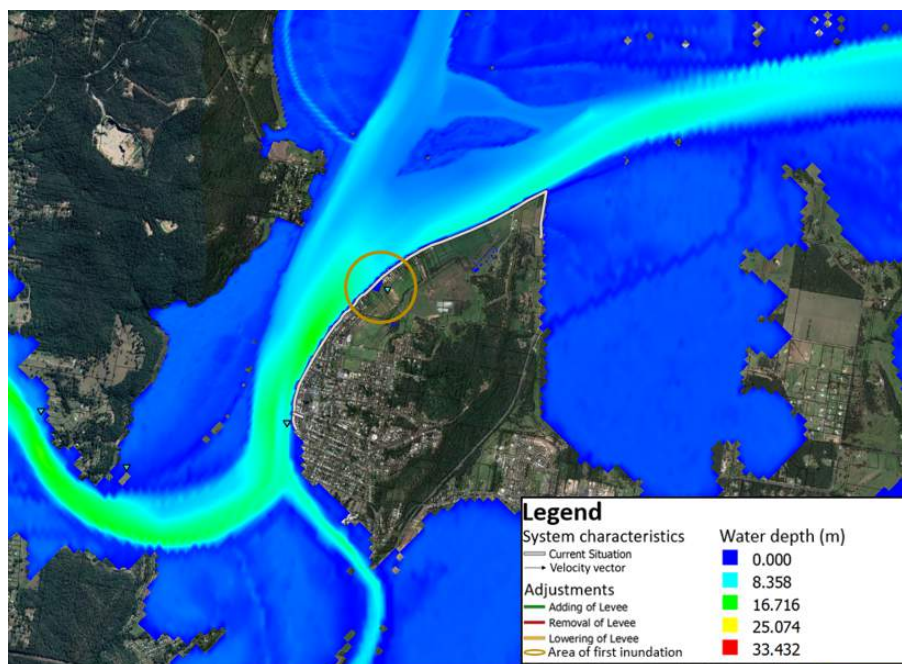 Legend
System characteristics
Current Situation
Velocity vector
Adjustments
Adding of Levee
Removal of Levee
Lowering of Levee
Area of first inundation
Water depth (m)
0.000
8.358
16.716
25.074
33.432